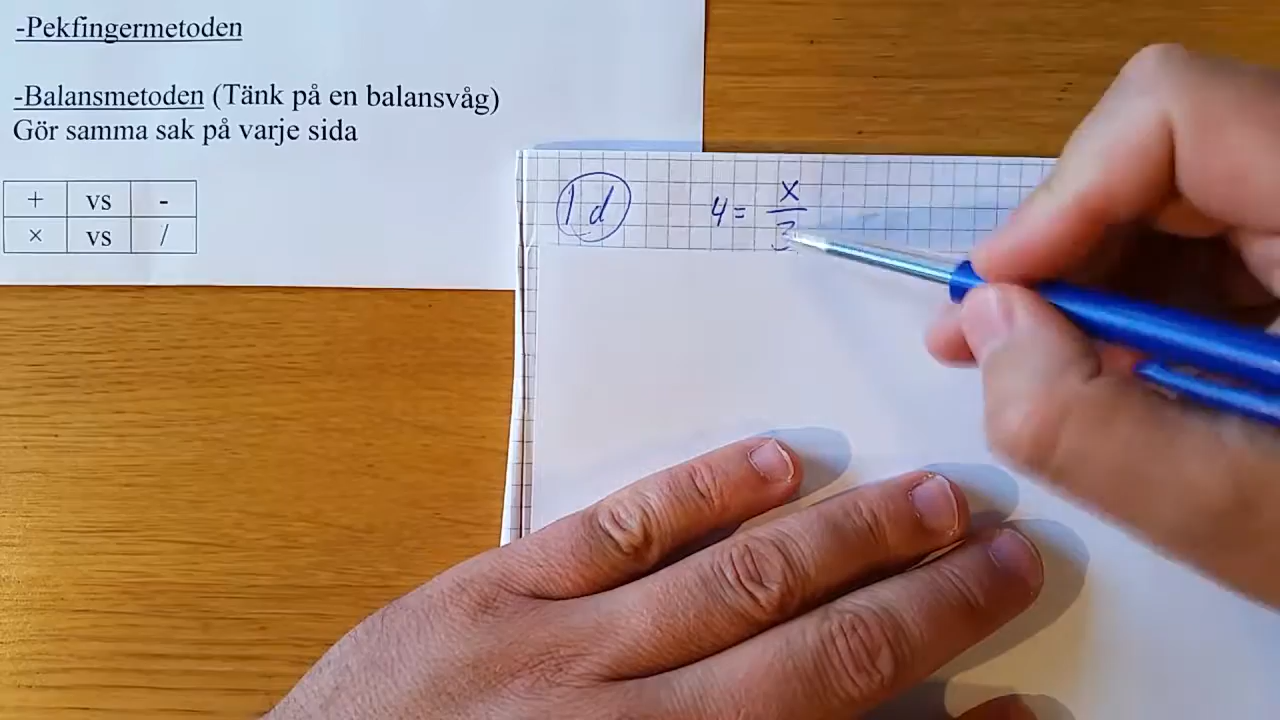 -Pekfingermetoden
-Balansmetoden (Tänk på en balansvåg)
Gör samma sak på varje sida
+ vs -
× vs /
1d 4 = x/3